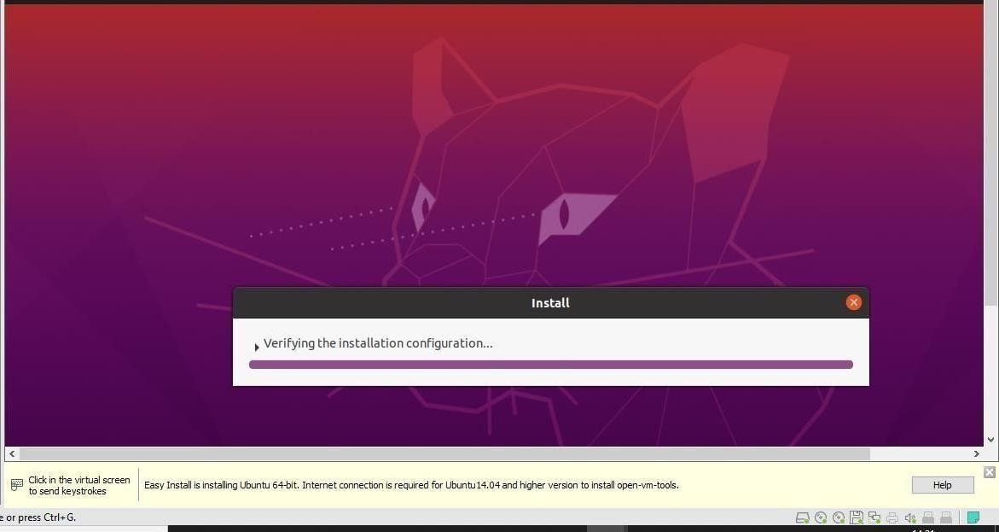 Install
Verifying the installation configuration...
Click in the virtual screen
to send keystrokes
Easy Install is installing Ubuntu 64-bit. Internet connection is required for Ubuntu14.04 and higher version to install open-vm-tools.
Help
e or press Ctrl+G.